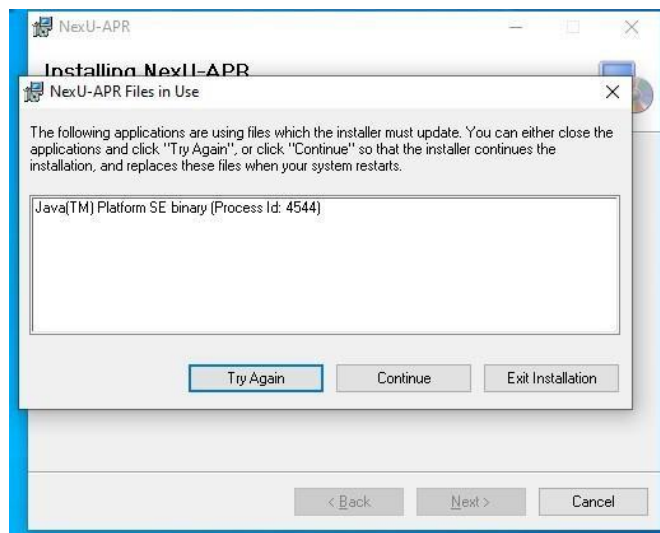 NexU-APR
Installing NexU-APR
NexU-APR Files in Use
The following applications are using files which the installer must update. You can either close the
applications and click "Try Again", or click "Continue" so that the installer continues the
installation, and replaces these files when your system restarts.
Java(TM) Platform SE binary (Process Id: 4544)
Try Again
Continue
Exit Installation
< Back
Next >
Cancel